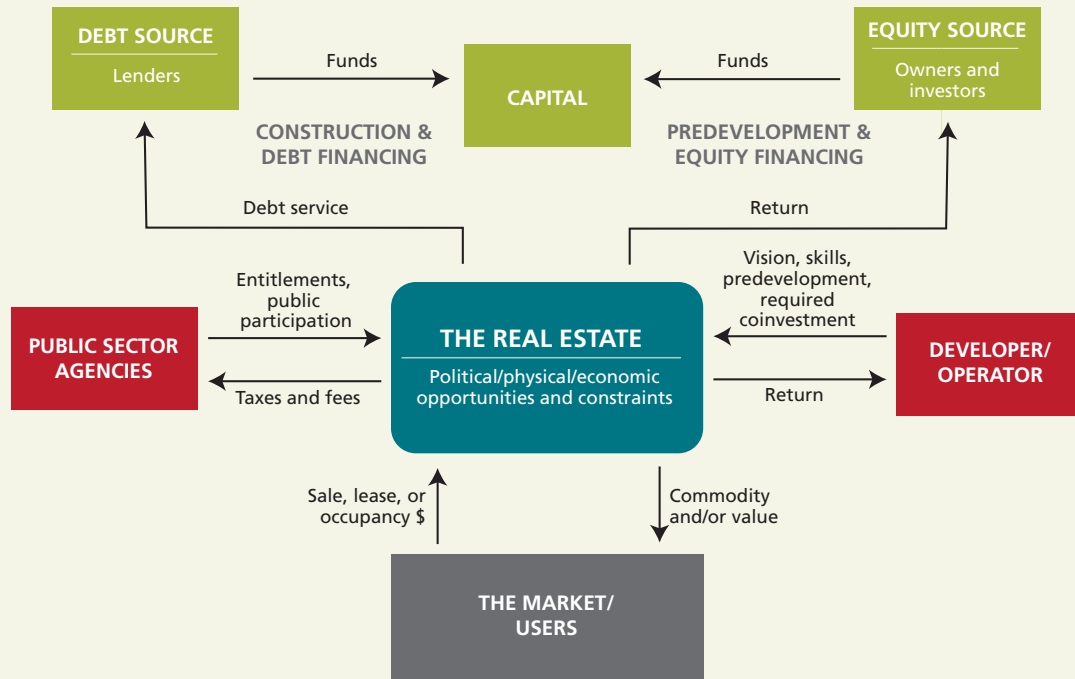 DEBT SOURCE
Lenders
Funds
CAPITAL
Funds
EQUITY SOURCE
Owners and
investors
CONSTRUCTION &
DEBT FINANCING
PREDEVELOPMENT &
EQUITY FINANCING
Debt service
Return
Entitlements,
public
participation
Vision, skills,
predevelopment,
required
coinvestment
PUBLIC SECTOR
AGENCIES
THE REAL ESTATE
Political/physical/economic
opportunities and constraints
DEVELOPER/
OPERATOR
Taxes and fees
Return
Sale, lease, or
occupancy $
Commodity
and/or value
THE MARKET/
USERS